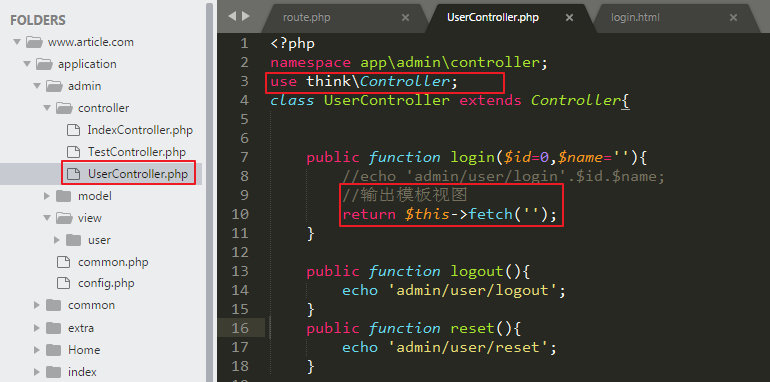 FOLDERS
www.article.com
application
admin
controller
IndexController.php
TestController.php
UserController.php
model
view
user
common.php
config.php
common
extra
Home
index
route.php
UserController.php
login.html
1 <?php
2 namespace app\admin\controller;
3 use think\Controller;
4 class UserController extends Controller{
5
6
7 public function login($id=0,$name=''){
8 //echo 'admin/user/login'.$id.$name;
9 //输出模板视图
10 return $this->fetch('');
11 }
12
13 public function logout(){
14 echo 'admin/user/logout';
15 }
16 public function reset(){
17 echo 'admin/user/reset';
18 }